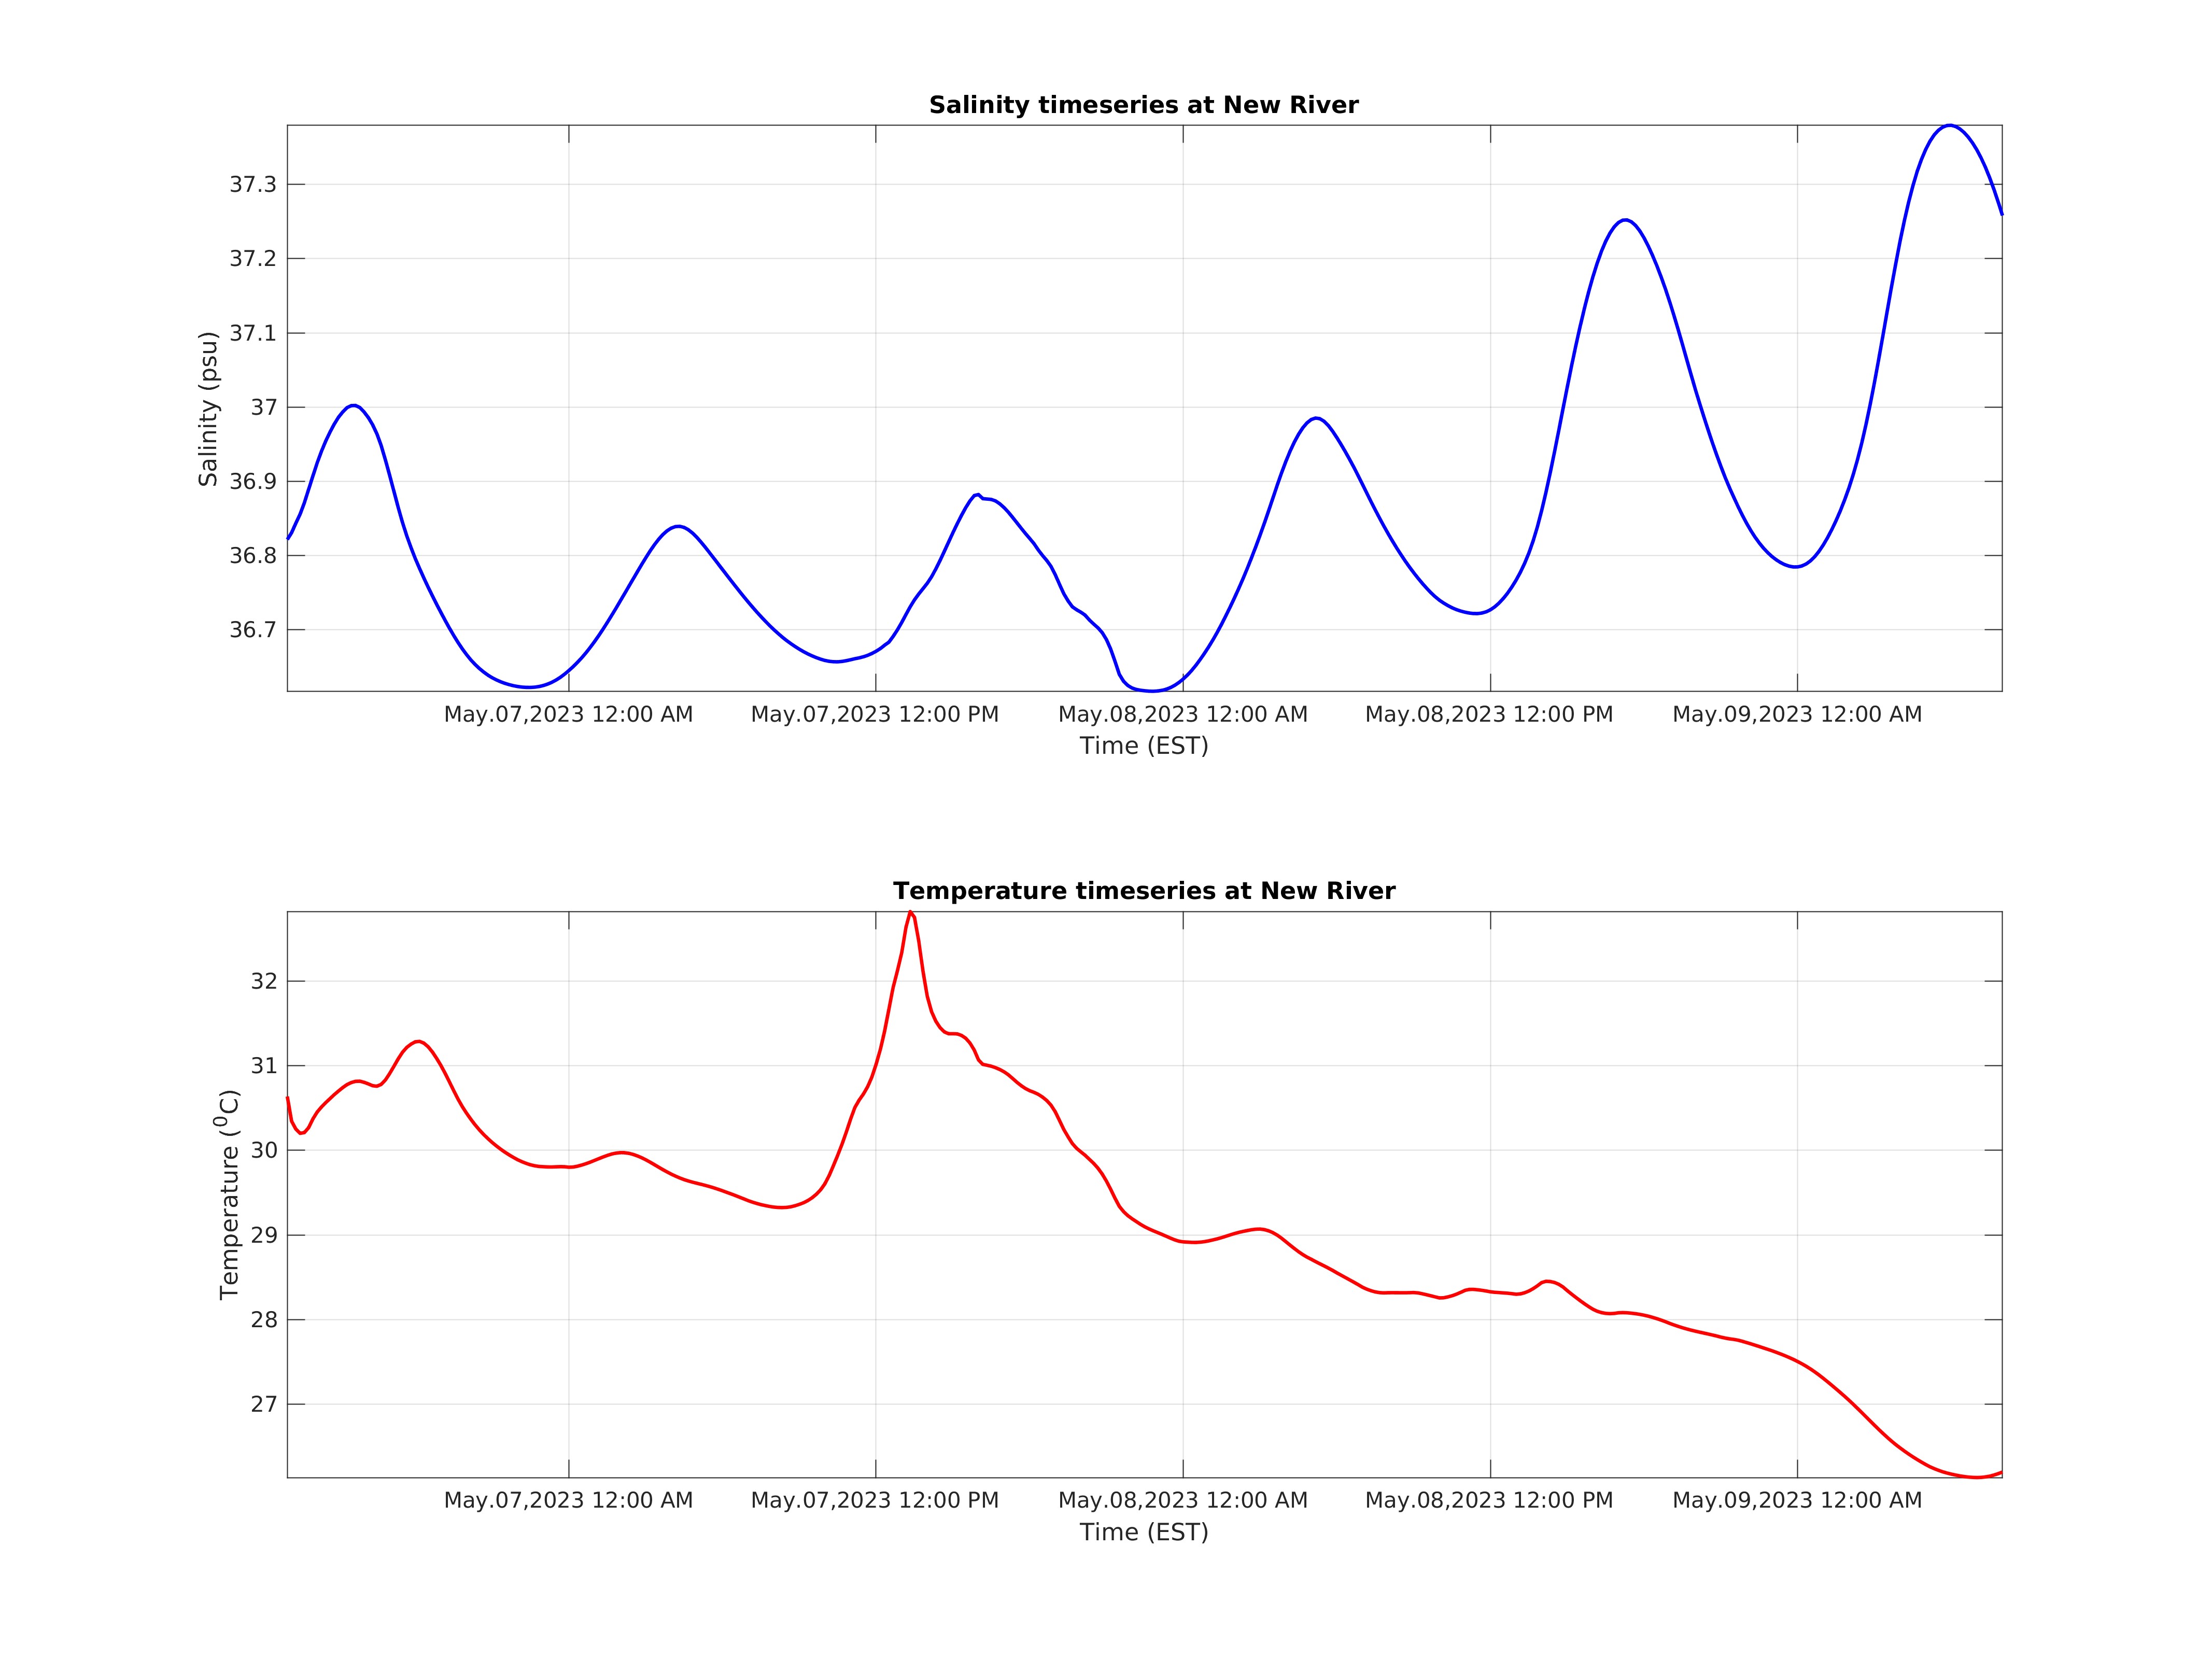 Salinity timeseries at New River
Salinity (psu)
37.3
37.2
37.1
37
36.9
36.8
36.7
May.07,2023 12:00 AM
May.07,2023 12:00 PM
May.08,2023 12:00 AM
May.08,2023 12:00 PM
May.09,2023 12:00 AM
Time (EST)
Temperature timeseries at New River
Temperature (⁰C)
32
31
30
29
28
27
May.07,2023 12:00 AM
May.07,2023 12:00 PM
May.08,2023 12:00 AM
May.08,2023 12:00 PM
May.09,2023 12:00 AM
Time (EST)